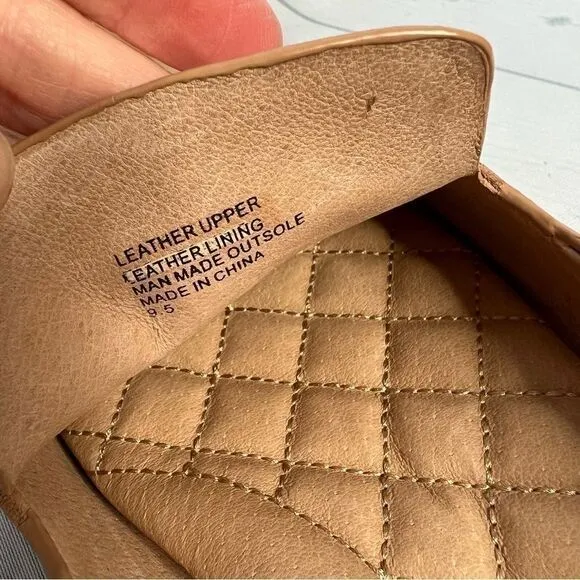 LEATHER UPPER
LEATHER LINING
MAN MADE OUTSOLE
MADE IN CHINA
9.5